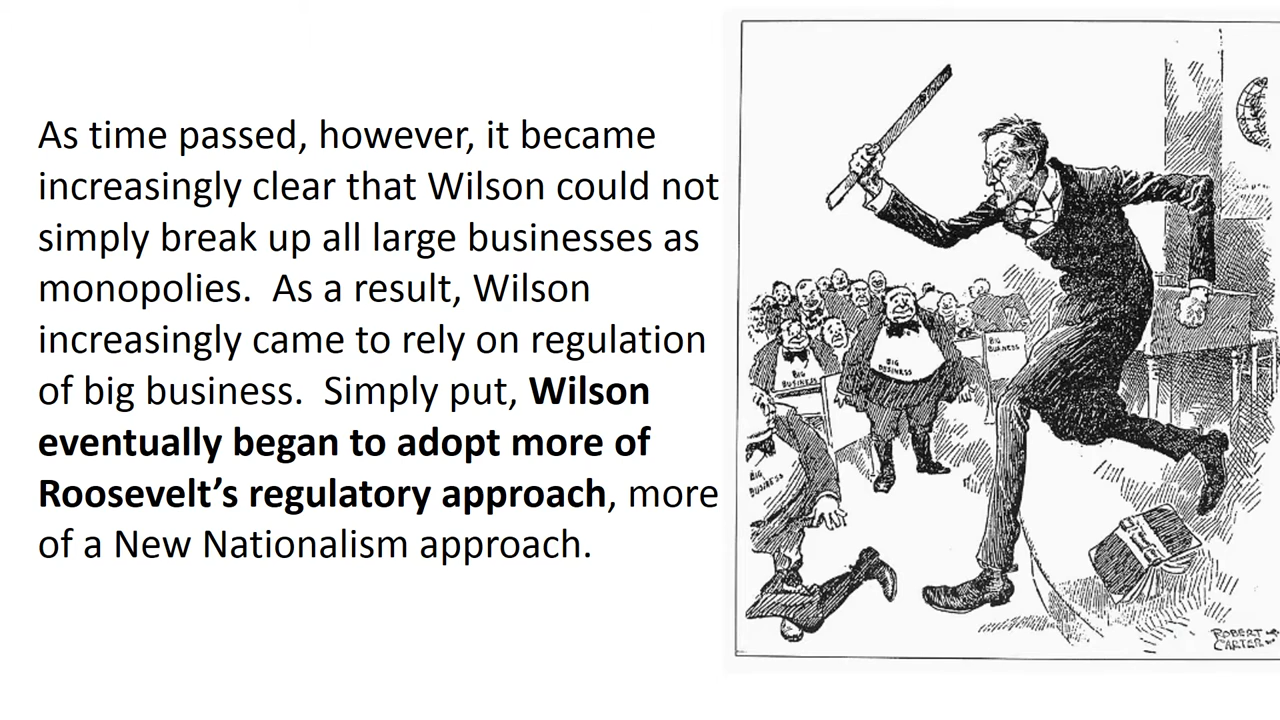 As time passed, however, it became
increasingly clear that Wilson could not
simply break up all large businesses as
monopolies.  As a result, Wilson
increasingly came to rely on regulation
of big business.  Simply put, Wilson
eventually began to adopt more of
Roosevelt’s regulatory approach, more
of a New Nationalism approach.
BIG
BUSINESS
BIG
BUSINESS
BIG
BUSINESS
BIG
BUSINESS
ROBERT
CARTER